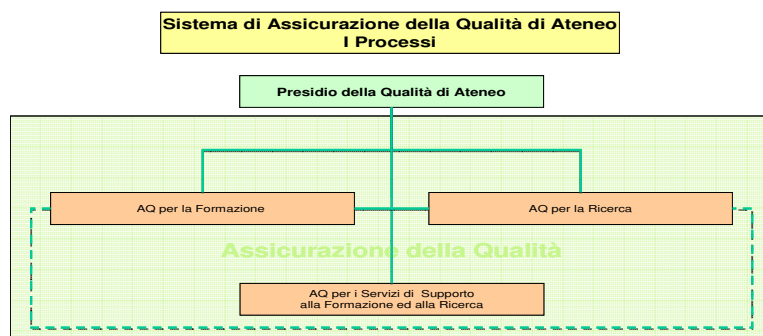 Sistema di Assicurazione della Qualità di Ateneo
I Processi
Presidio della Qualità di Ateneo
AQ per la Formazione
AQ per la Ricerca
Assicurazione della Qualità
AQ per i Servizi di Supporto
alla Formazione ed alla Ricerca